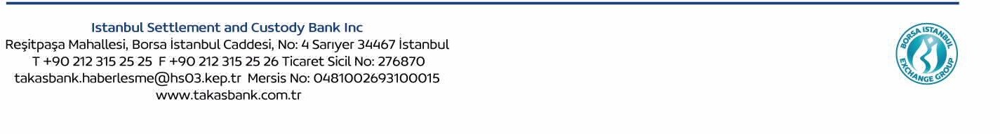 Istanbul Settlement and Custody Bank Inc
Reşitpaşa Mahallesi, Borsa İstanbul Caddesi, No: 4 Sarıyer 34467 İstanbul
T +90 212 315 25 25 F +90 212 315 25 26 Ticaret Sicil No: 276870
takasbank.haberlesme@hs03.kep.tr Mersis No: 0481002693100015
www.takasbank.com.tr
BORSA İSTANBUL
EXCHANGE GROUP